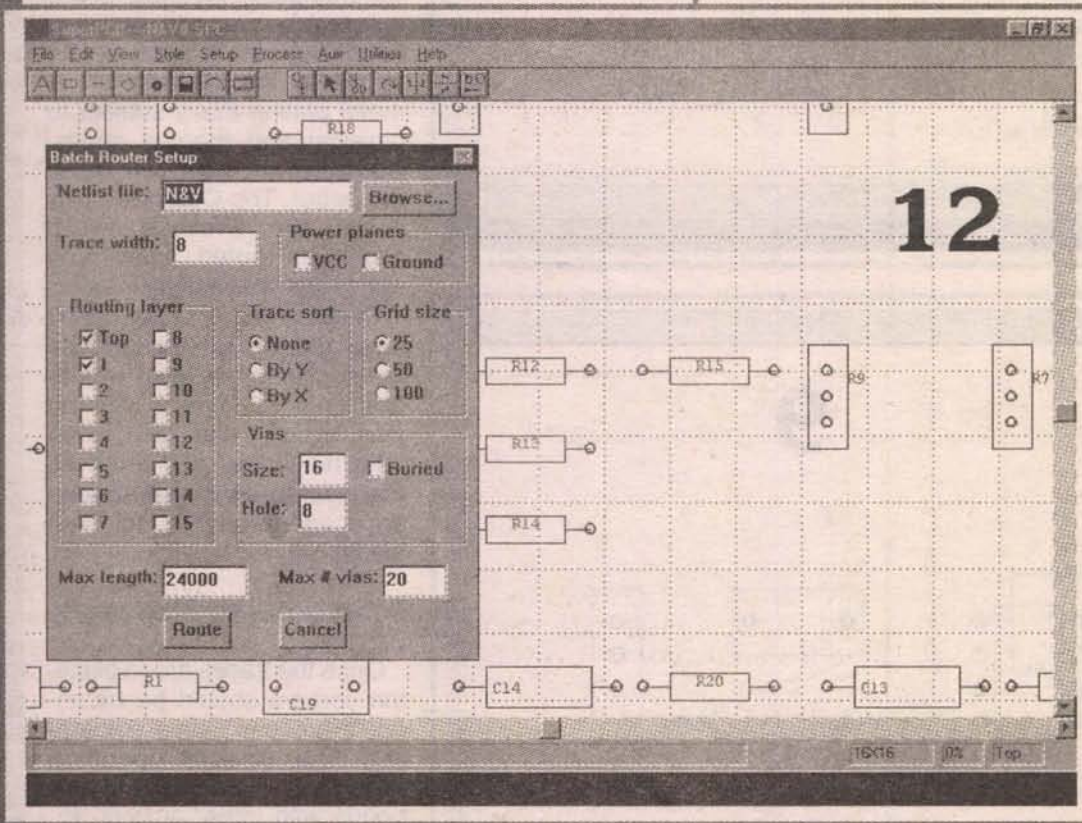 SuperPCB - N&V6.SPC
File Edit View Style Setup Process Auxr Utilities Help
R18
Batch Router Setup
Netlist file: N&V Browse...
12
Trace width: 8
Power planes
VCC Ground
Routing layer
Top 8
1 9
2 10
3 11
4 12
5 13
6 14
7 15
Trace sort
None
By Y
By X
Grid size
25
50
100
Vias
Size: 16 Buried
Hole: 8
Max length: 24000 Max # vias: 20
Route Cancel
R12 R15 R9 R7
R13
R14
R1 C19 C14 R20 C13
16X16 0% Top